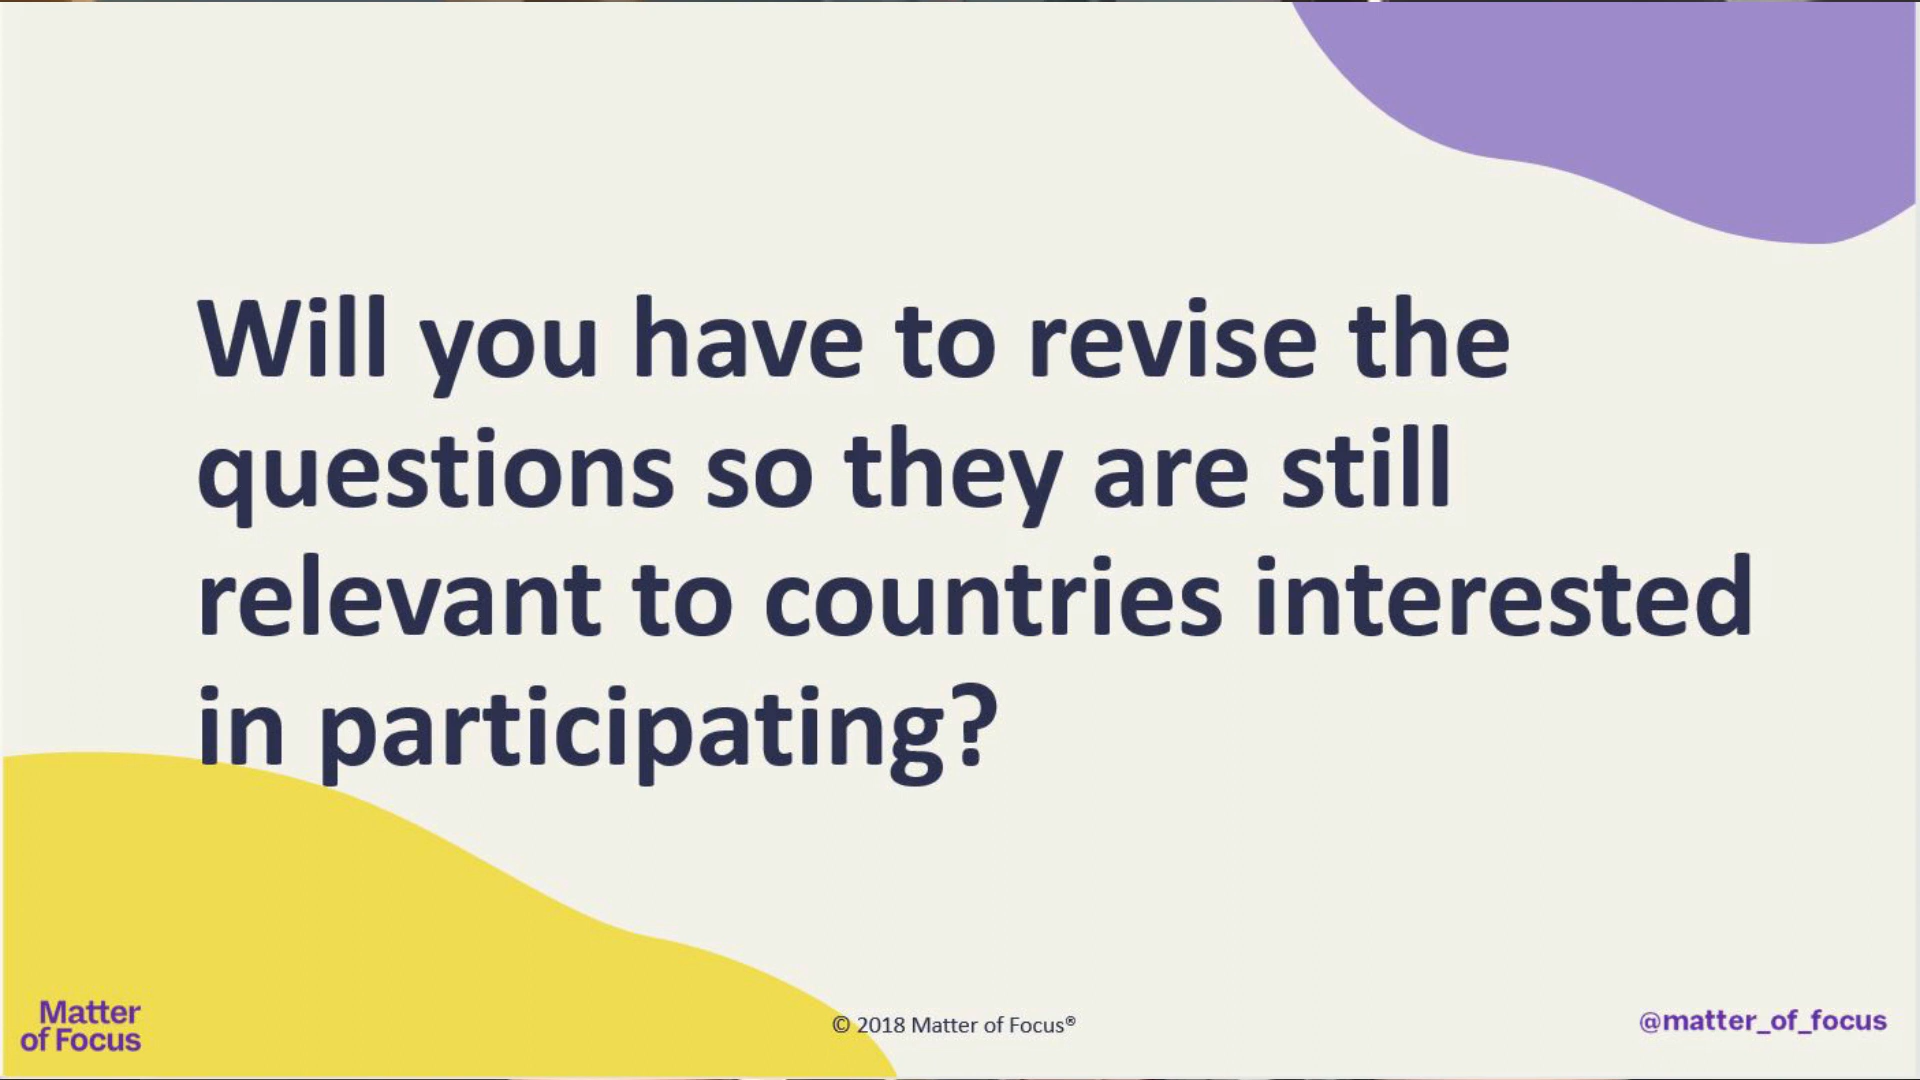 Will you have to revise the
questions so they are still
relevant to countries interested
in participating?
Matter
of Focus
© 2018 Matter of Focus®
@matter_of_focus